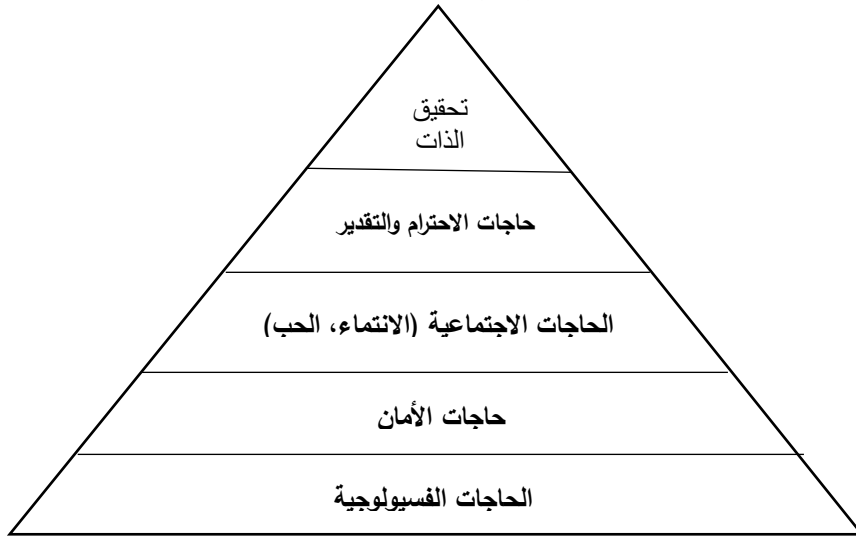 تحقيق
الذات
حاجات الاحترام والتقدير
الحاجات الاجتماعية (الانتماء، الحب)
حاجات الأمان
الحاجات الفسيولوجية